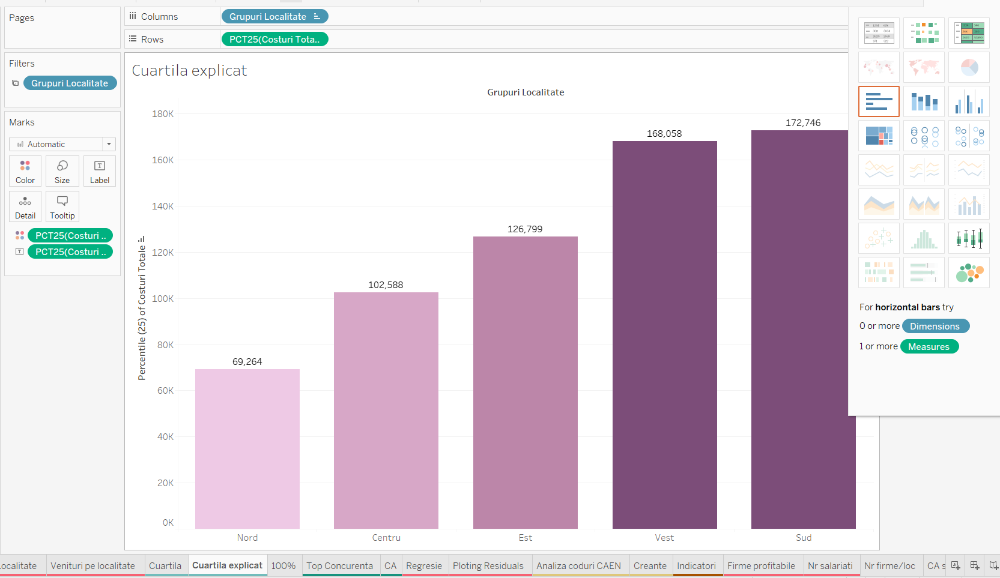 Pages
Columns
Grupuri Localitate
Rows
PCT25(Costuri Tota..
Filters
Grupuri Localitate
Marks
Automatic
Color
Size
Label
Detail
Tooltip
PCT25(Costuri ..
PCT25(Costuri ..
Cuartila explicat
Grupuri Localitate
Percentile (25) of Costuri Totale
180K
160K
140K
120K
100K
80K
60K
40K
20K
0K
69,264
102,588
126,799
168,058
172,746
Nord
Centru
Est
Vest
Sud
For horizontal bars try
0 or more Dimensions
1 or more Measures
ocalitate
Venituri pe localitate
Cuartila
Cuartila explicat
100%
Top Concurenta
CA
Regresie
Ploting Residuals
Analiza coduri CAEN
Creante
Indicatori
Firme profitabile
Nr salariati
Nr firme/loc
CA s